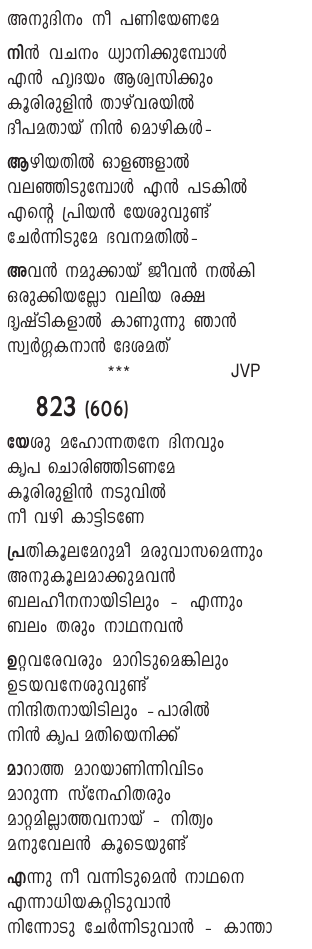 അനുദിനം നീ പണിയേണമേ
നിൻ വചനം ധ്യാനിക്കുമ്പോൾ
എൻ ഹൃദയം ആശ്വസിക്കും
കൂരിരുളിൻ താഴ്‌വരയിൽ
ദീപമതായ് നിൻ മൊഴികൾ-
ആഴിയതിൽ ഓളങ്ങളാൽ
വലഞ്ഞിടുമ്പോൾ എൻ പടകിൽ
എന്റെ പ്രിയൻ യേശുവുണ്ട്
ചേർന്നിടുമേ ഭവനമതിൽ-
അവൻ നമുക്കായ് ജീവൻ നൽകി
ഒരുക്കിയല്ലോ വലിയ രക്ഷ
ദൃഷ്ടികളാൽ കാണുന്നു ഞാൻ
സ്വർഗ്ഗകനാൻ ദേശമത്
*** JVP
823 (606)
യേശു മഹോന്നതനേ ദിനവും
കൃപ ചൊരിഞ്ഞിടണമേ
കൂരിരുളിൻ നടുവിൽ
നീ വഴി കാട്ടിടണേ
പ്രതികൂലമേറുമീ മരുവാസമെന്നും
അനുകൂലമാക്കുമവൻ
ബലഹീനനായിടിലും - എന്നും
ബലം തരും നാഥനവൻ
ഉറ്റവരേവരും മാറിടുമെങ്കിലും
ഉടയവനേശുവുണ്ട്
നിന്ദിതനായിടിലും -പാരിൽ
നിൻ കൃപ മതിയെനിക്ക്
മാറാത്ത മാറയാണിന്നിവിടം
മാറുന്ന സ്നേഹിതരും
മാറ്റമില്ലാത്തവനായ് - നിത്യം
മനുവേലൻ കൂടെയുണ്ട്
എന്നു നീ വന്നിടുമെൻ നാഥനെ
എന്നാധിയകറ്റിടുവാൻ
നിന്നോടു ചേർന്നിടുവാൻ - കാന്താ